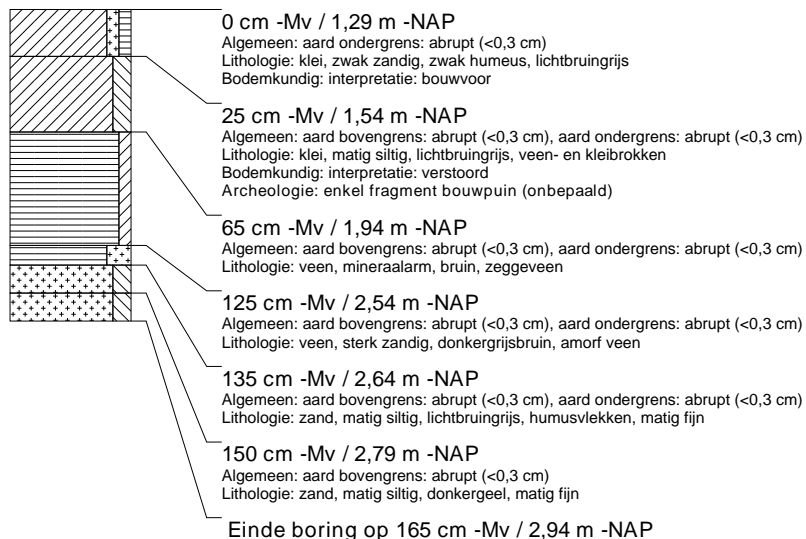 0 cm -Mv / 1,29 m -NAP
Algemeen: aard ondergrens: abrupt (<0,3 cm)
Lithologie: klei, zwak zandig, zwak humeus, lichtbruingrijs
Bodemkundig: interpretatie: bouwvoor
25 cm -Mv / 1,54 m -NAP
Algemeen: aard bovengrens: abrupt (<0,3 cm), aard ondergrens: abrupt (<0,3 cm)
Lithologie: klei, matig siltig, lichtbruingrijs, veen- en kleibrokken
Bodemkundig: interpretatie: verstoord
Archeologie: enkel fragment bouwpuin (onbepaald)
65 cm -Mv / 1,94 m -NAP
Algemeen: aard bovengrens: abrupt (<0,3 cm), aard ondergrens: abrupt (<0,3 cm)
Lithologie: veen, mineraalarm, bruin, zeggeveen
125 cm -Mv / 2,54 m -NAP
Algemeen: aard bovengrens: abrupt (<0,3 cm), aard ondergrens: abrupt (<0,3 cm)
Lithologie: veen, sterk zandig, donkergrijsbruin, amorf veen
135 cm -Mv / 2,64 m -NAP
Algemeen: aard bovengrens: abrupt (<0,3 cm), aard ondergrens: abrupt (<0,3 cm)
Lithologie: zand, matig siltig, lichtbruingrijs, humusvlekken, matig fijn
150 cm -Mv / 2,79 m -NAP
Algemeen: aard bovengrens: abrupt (<0,3 cm)
Lithologie: zand, matig siltig, donkergeel, matig fijn
Einde boring op 165 cm -Mv / 2,94 m -NAP